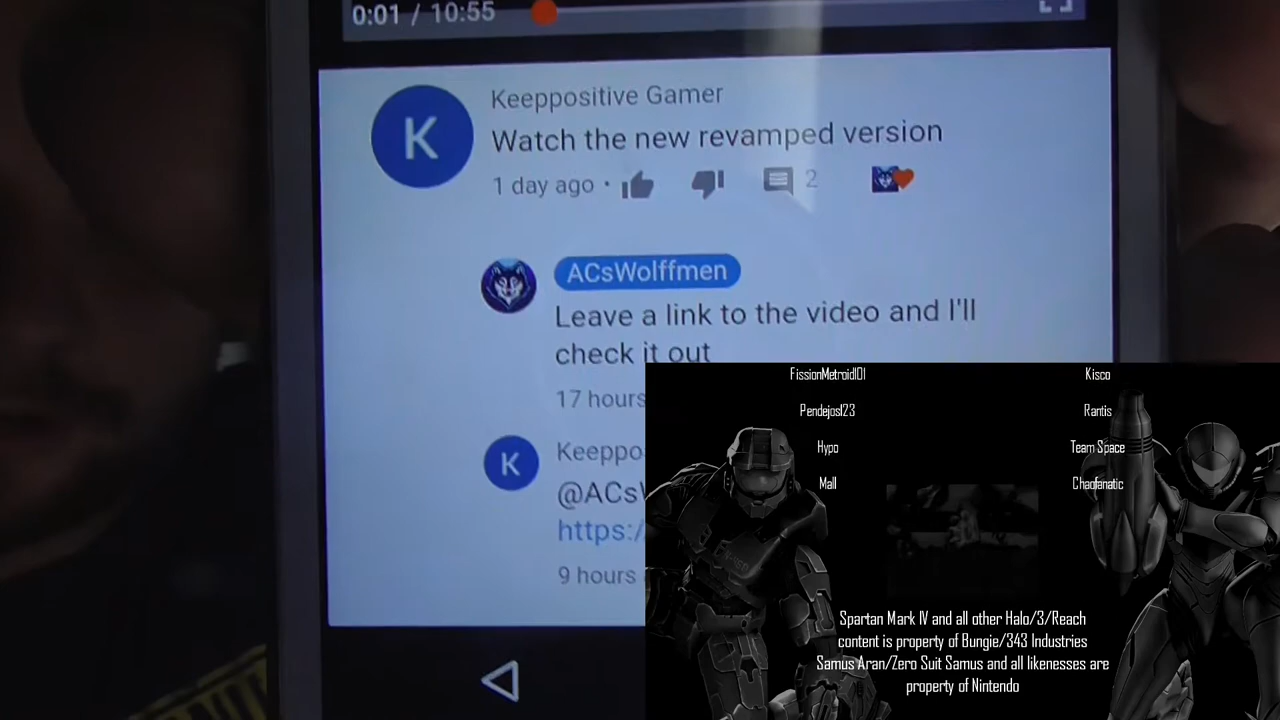 0:01 / 10:55
Keeppositive Gamer
K
Watch the new revamped version
1 day ago · 2
ACsWolffmen
Leave a link to the video and I'll
check it out
17 hours
Keeppo
K
@ACs
https:/
9 hours
FissionMetroid101
Pendejos123
Hypo
Mall
Kisco
Rantis
Team Space
Chaofanatic
Spartan Mark IV and all other Halo/3/Reach
content is property of Bungie/343 Industries
Samus Aran/Zero Suit Samus and all likenesses are
property of Nintendo